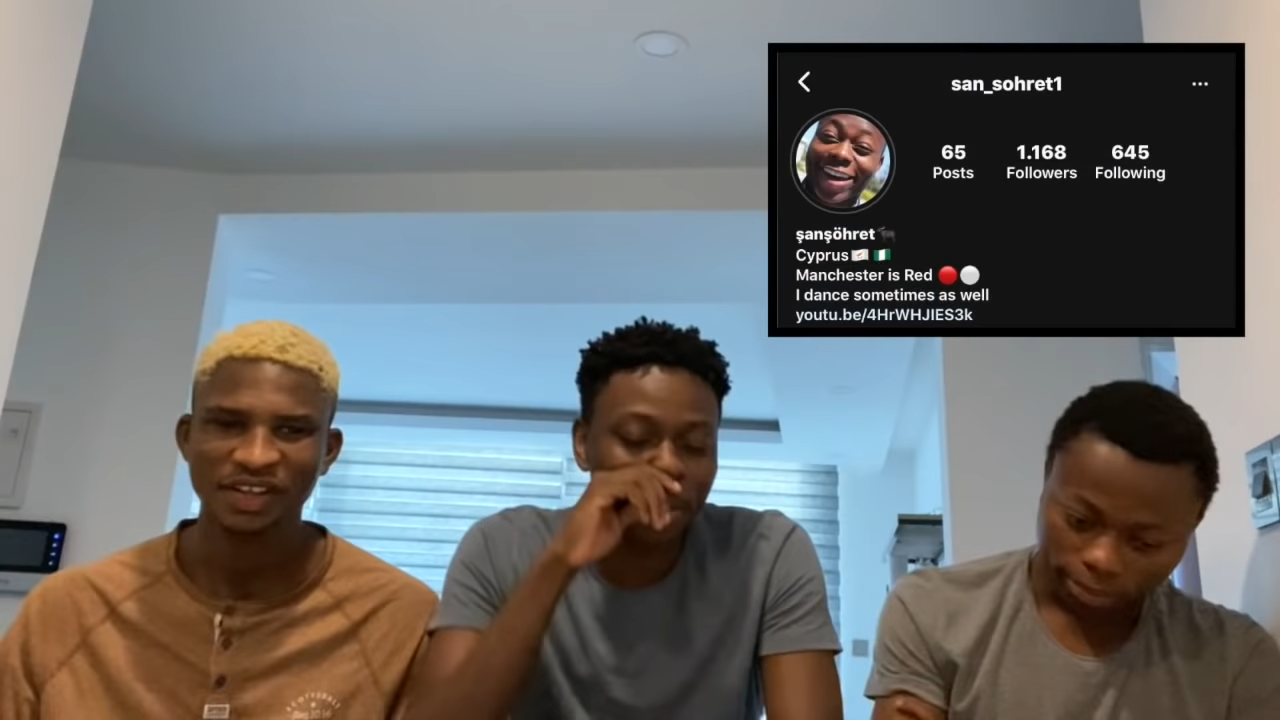 san_sohret1
65
1.168
645
Posts
Followers
Following
şanşöhret
Cyprus
Manchester is Red
I dance sometimes as well
youtu.be/4HrWHJIES3k